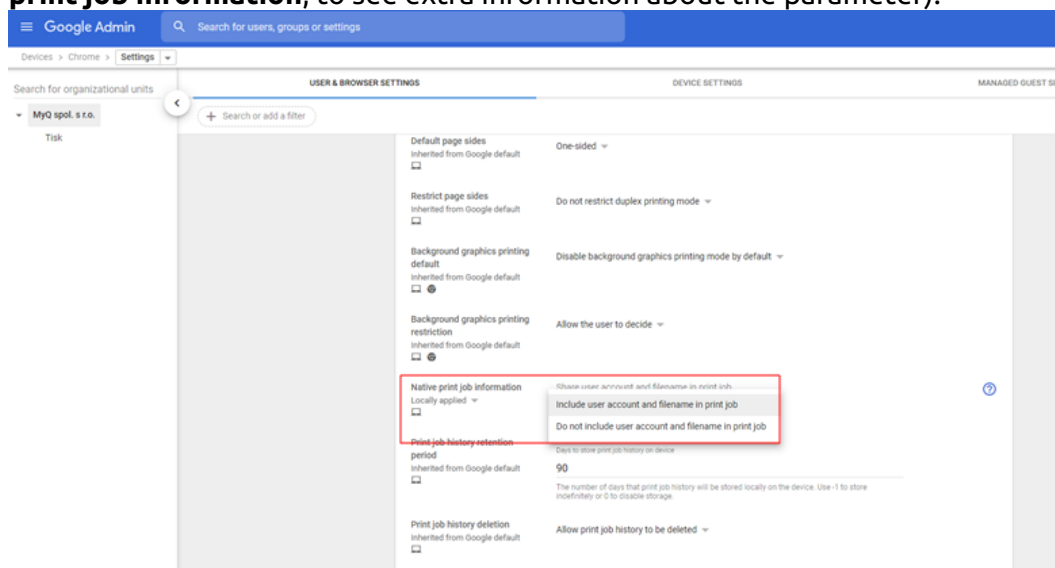 print job information, to see extra information about the parameter).
Google Admin
Search for users, groups or settings
Devices > Chrome > Settings
Search for organizational units
USER & BROWSER SETTINGS
DEVICE SETTINGS
MANAGED GUEST S
MyQ spol. s r.o.
Tisk
+ Search or add a filter
Default page sides
Inherited from Google default
One-sided
Restrict page sides
Inherited from Google default
Do not restrict duplex printing mode
Background graphics printing
default
Inherited from Google default
Disable background graphics printing mode by default
Background graphics printing
restriction
Inherited from Google default
Allow the user to decide
Native print job information
Locally applied
Share user account and filename in print job
Include user account and filename in print job
Do not include user account and filename in print job
Print job history retention
period
Inherited from Google default
Days to store print job history on device
90
The number of days that print job history will be stored locally on the device. Use -1 to store
indefinitely or 0 to disable storage.
Print job history deletion
Inherited from Google default
Allow print job history to be deleted